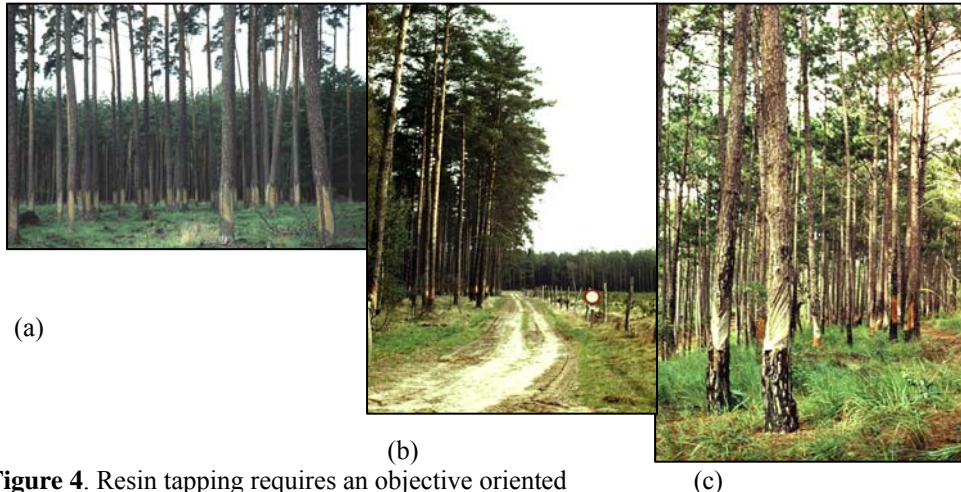 (a)
(b)
Figure 4. Resin tapping requires an objective oriented
(c)